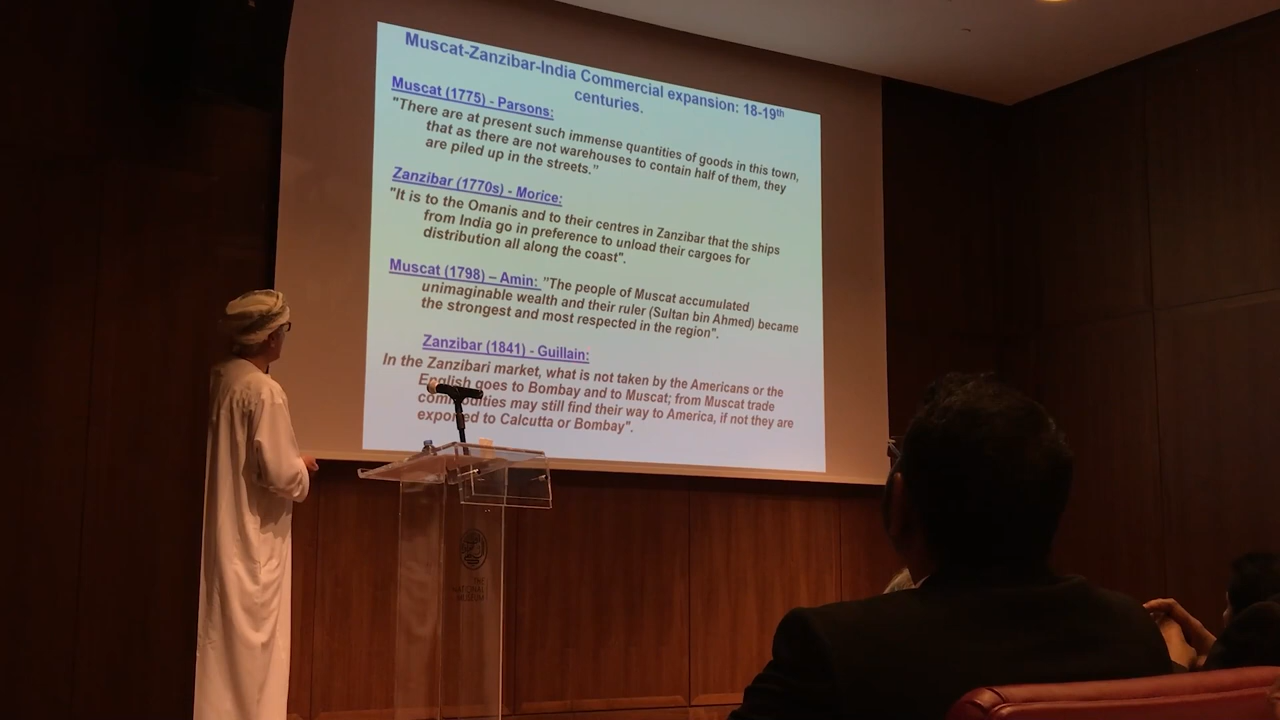 Muscat-Zanzibar-India Commercial expansion: 18-19th
centuries.
Muscat (1775) - Parsons:
"There are at present such immense quantities of goods in this town,
that as there are not warehouses to contain half of them, they
are piled up in the streets.”
Zanzibar (1770s) - Morice:
"It is to the Omanis and to their centres in Zanzibar that the ships
from India go in preference to unload their cargoes for
distribution all along the coast".
Muscat (1798) – Amin: ”The people of Muscat accumulated
unimaginable wealth and their ruler (Sultan bin Ahmed) became
the strongest and most respected in the region".
Zanzibar (1841) - Guillain:
In the Zanzibari market, what is not taken by the Americans or the
English goes to Bombay and to Muscat; from Muscat trade
commodities may still find their way to America, if not they are
exported to Calcutta or Bombay".
THE
NATIONAL
MUSEUM